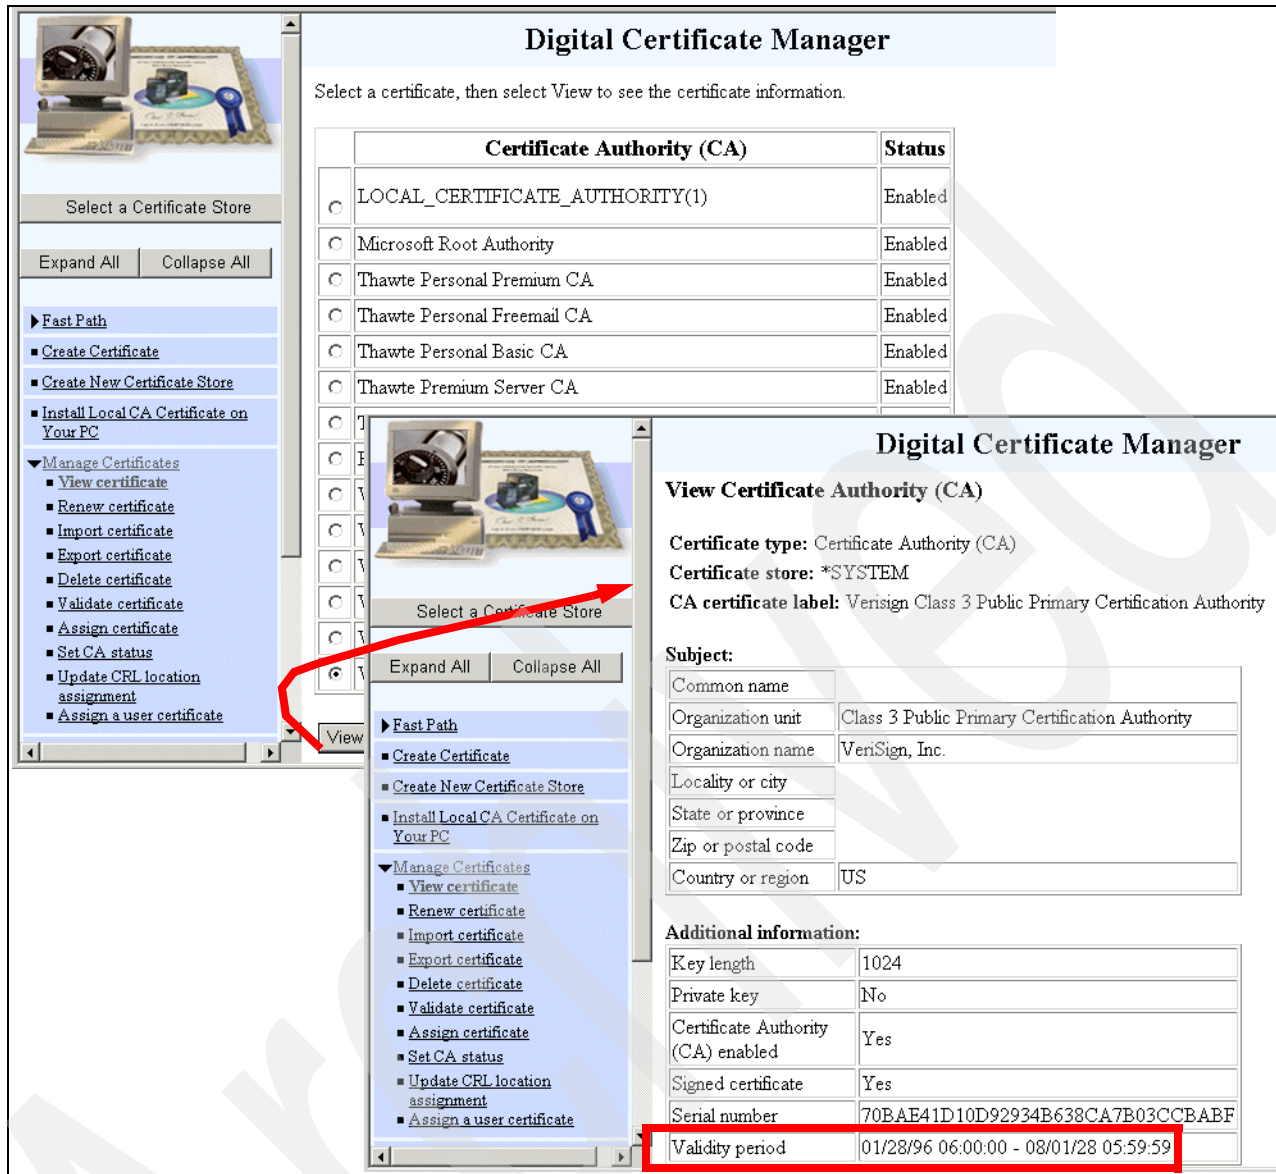 Digital Certificate Manager
Select a certificate, then select View to see the certificate information.
Certificate Authority (CA) Status
LOCAL_CERTIFICATE_AUTHORITY(1) Enabled
Microsoft Root Authority Enabled
Thawte Personal Premium CA Enabled
Thawte Personal Freemail CA Enabled
Thawte Personal Basic CA Enabled
Thawte Premium Server CA Enabled
View
Select a Certificate Store
Expand All Collapse All
Fast Path
Create Certificate
Create New Certificate Store
Install Local CA Certificate on
Your PC
Manage Certificates
View certificate
Renew certificate
Import certificate
Export certificate
Delete certificate
Validate certificate
Assign certificate
Set CA status
Update CRL location
assignment
Assign a user certificate
Select a Certificate Store
Expand All Collapse All
Fast Path
Create Certificate
Create New Certificate Store
Install Local CA Certificate on
Your PC
Manage Certificates
View certificate
Renew certificate
Import certificate
Export certificate
Delete certificate
Validate certificate
Assign certificate
Set CA status
Update CRL location
assignment
Assign a user certificate
Digital Certificate Manager
View Certificate Authority (CA)
Certificate type: Certificate Authority (CA)
Certificate store: *SYSTEM
CA certificate label: Verisign Class 3 Public Primary Certification Authority
Subject:
Common name
Organization unit Class 3 Public Primary Certification Authority
Organization name VeriSign, Inc.
Locality or city
State or province
Zip or postal code
Country or region US
Additional information:
Key length 1024
Private key No
Certificate Authority
(CA) enabled Yes
Signed certificate Yes
Serial number 70BAE41D10D92934B638CA7B03CCBABF
Validity period 01/28/96 06:00:00 - 08/01/28 05:59:59
Archived